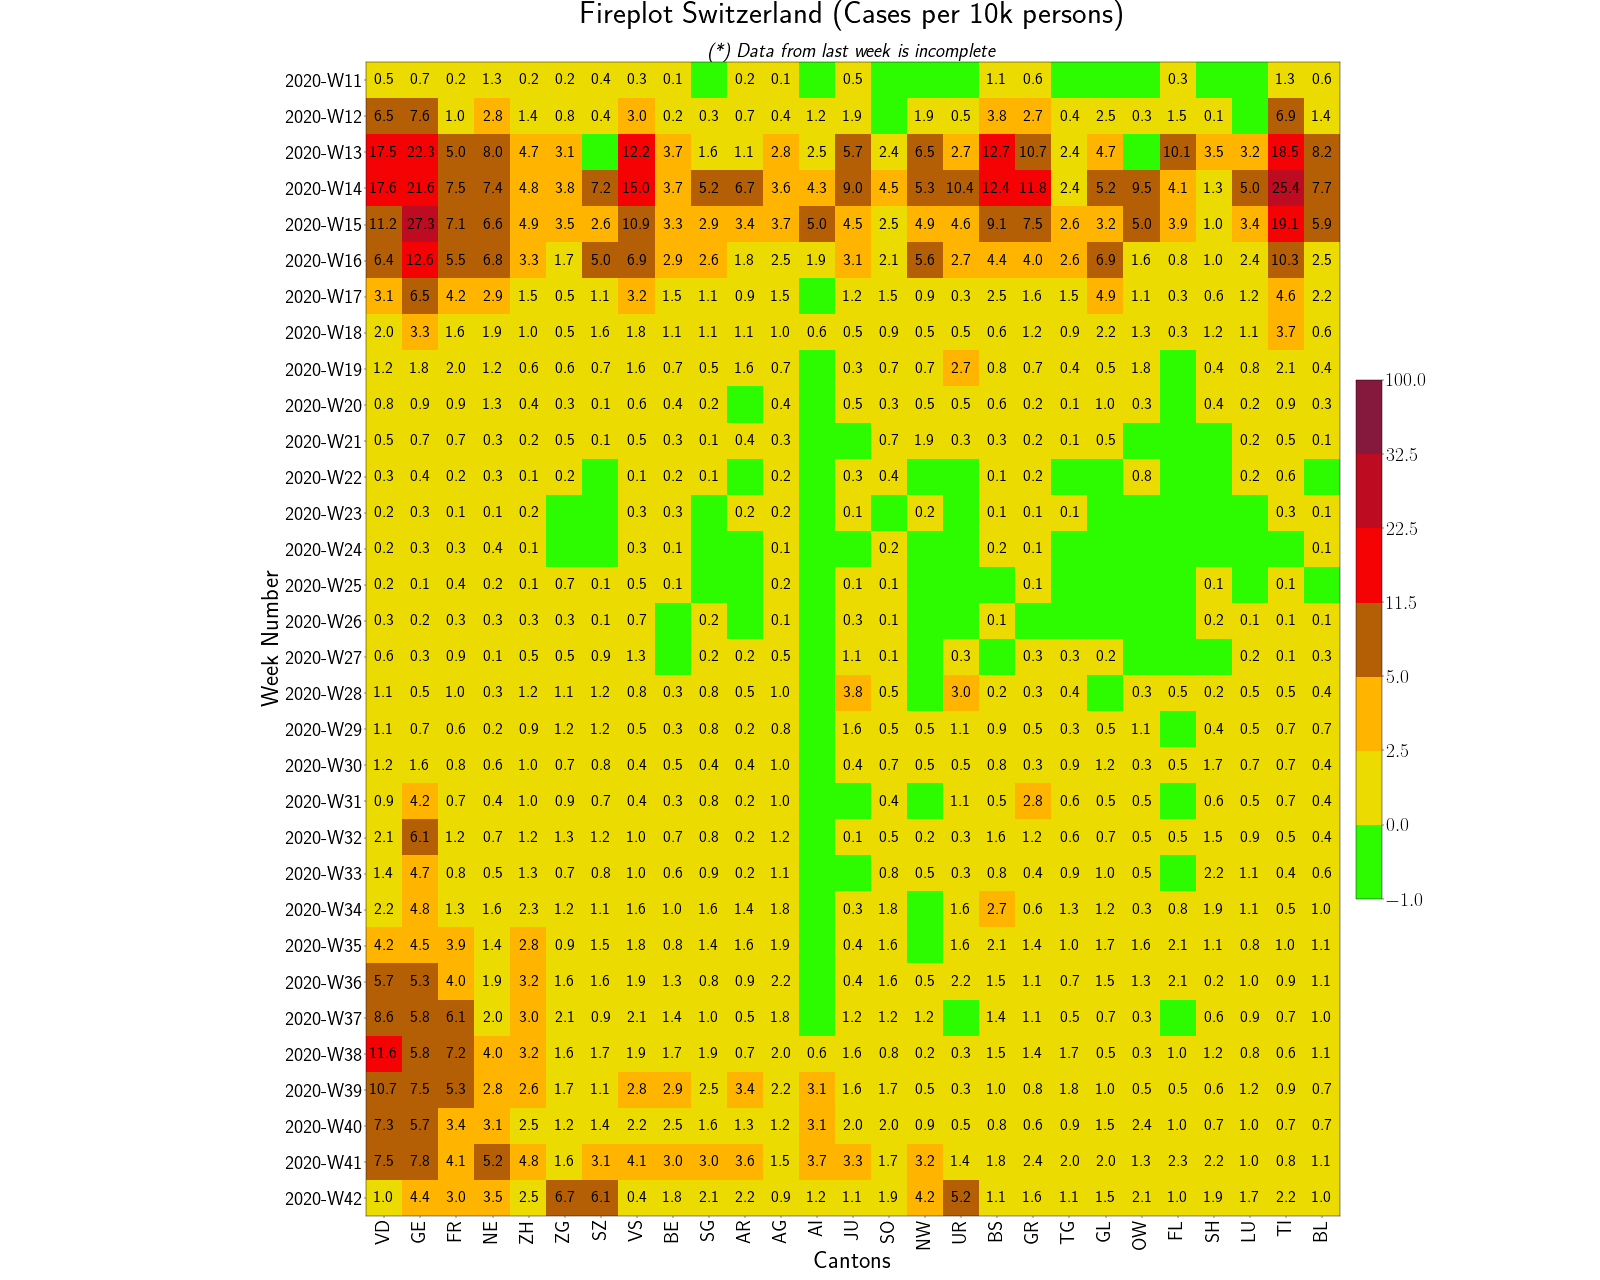 Fireplot Switzerland (Cases per 10k persons)
(*) Data from last week is incomplete
2020-W11 0.5 0.7 0.2 1.3 0.2 0.2 0.4 0.3 0.1 0.2 0.1 0.5 1.1 0.6 0.3 1.3 0.6
2020-W12 6.5 7.6 1.0 2.8 1.4 0.8 0.4 3.0 0.2 0.3 0.7 0.4 1.2 1.9 1.9 0.5 3.8 2.7 0.4 2.5 0.3 1.5 0.1 6.9 1.4
2020-W13 17.5 22.3 5.0 8.0 4.7 3.1 12.2 3.7 1.6 1.1 2.8 2.5 5.7 2.4 6.5 2.7 12.7 10.7 2.4 4.7 10.1 3.5 3.2 18.5 8.2
2020-W14 17.6 21.6 7.5 7.4 4.8 3.8 7.2 15.0 3.7 5.2 6.7 3.6 4.3 9.0 4.5 5.3 10.4 12.4 11.8 2.4 5.2 9.5 4.1 1.3 5.0 25.4 7.7
2020-W15 11.2 27.3 7.1 6.6 4.9 3.5 2.6 10.9 3.3 2.9 3.4 3.7 5.0 4.5 2.5 4.9 4.6 9.1 7.5 2.6 3.2 5.0 3.9 1.0 3.4 19.1 5.9
2020-W16 6.4 12.6 5.5 6.8 3.3 1.7 5.0 6.9 2.9 2.6 1.8 2.5 1.9 3.1 2.1 5.6 2.7 4.4 4.0 2.6 6.9 1.6 0.8 1.0 2.4 10.3 2.5
2020-W17 3.1 6.5 4.2 2.9 1.5 0.5 1.1 3.2 1.5 1.1 0.9 1.5 1.2 1.5 0.9 0.3 2.5 1.6 1.5 4.9 1.1 0.3 0.6 1.2 4.6 2.2
2020-W18 2.0 3.3 1.6 1.9 1.0 0.5 1.6 1.8 1.1 1.1 1.1 1.0 0.6 0.5 0.9 0.5 0.5 0.6 1.2 0.9 2.2 1.3 0.3 1.2 1.1 3.7 0.6
2020-W19 1.2 1.8 2.0 1.2 0.6 0.6 0.7 1.6 0.7 0.5 1.6 0.7 0.3 0.7 0.7 2.7 0.8 0.7 0.4 0.5 1.8 0.4 0.8 2.1 0.4
2020-W20 0.8 0.9 0.9 1.3 0.4 0.3 0.1 0.6 0.4 0.2 0.4 0.5 0.3 0.5 0.5 0.6 0.2 0.1 1.0 0.3 0.4 0.2 0.9 0.3
2020-W21 0.5 0.7 0.7 0.3 0.2 0.5 0.1 0.5 0.3 0.1 0.4 0.3 0.7 1.9 0.3 0.3 0.2 0.1 0.5 0.2 0.5 0.1
2020-W22 0.3 0.4 0.2 0.3 0.1 0.2 0.1 0.2 0.1 0.2 0.3 0.4 0.1 0.2 0.8 0.2 0.6
2020-W23 0.2 0.3 0.1 0.1 0.2 0.3 0.3 0.2 0.2 0.1 0.2 0.1 0.1 0.1 0.3 0.1
2020-W24 0.2 0.3 0.3 0.4 0.1 0.3 0.1 0.1 0.2 0.2 0.1 0.1
2020-W25 0.2 0.1 0.4 0.2 0.1 0.7 0.1 0.5 0.1 0.2 0.1 0.1 0.1 0.1 0.1
2020-W26 0.3 0.2 0.3 0.3 0.3 0.3 0.1 0.7 0.2 0.1 0.3 0.1 0.1 0.2 0.1 0.1 0.1
2020-W27 0.6 0.3 0.9 0.1 0.5 0.5 0.9 1.3 0.2 0.2 0.5 1.1 0.1 0.3 0.3 0.3 0.2 0.2 0.1 0.3
2020-W28 1.1 0.5 1.0 0.3 1.2 1.1 1.2 0.8 0.3 0.8 0.5 1.0 3.8 0.5 3.0 0.2 0.3 0.4 0.3 0.5 0.2 0.5 0.5 0.4
2020-W29 1.1 0.7 0.6 0.2 0.9 1.2 1.2 0.5 0.3 0.8 0.2 0.8 1.6 0.5 0.5 1.1 0.9 0.5 0.3 0.5 1.1 0.4 0.5 0.7 0.7
2020-W30 1.2 1.6 0.8 0.6 1.0 0.7 0.8 0.4 0.5 0.4 0.4 1.0 0.4 0.7 0.5 0.5 0.8 0.3 0.9 1.2 0.3 0.5 1.7 0.7 0.7 0.4
2020-W31 0.9 4.2 0.7 0.4 1.0 0.9 0.7 0.4 0.3 0.8 0.2 1.0 0.4 1.1 0.5 2.8 0.6 0.5 0.5 0.6 0.5 0.7 0.4
2020-W32 2.1 6.1 1.2 0.7 1.2 1.3 1.2 1.0 0.7 0.8 0.2 1.2 0.1 0.5 0.2 0.3 1.6 1.2 0.6 0.7 0.5 0.5 1.5 0.9 0.5 0.4
2020-W33 1.4 4.7 0.8 0.5 1.3 0.7 0.8 1.0 0.6 0.9 0.2 1.1 0.8 0.5 0.3 0.8 0.4 0.9 1.0 0.5 2.2 1.1 0.4 0.6
2020-W34 2.2 4.8 1.3 1.6 2.3 1.2 1.1 1.6 1.0 1.6 1.4 1.8 0.3 1.8 1.6 2.7 0.6 1.3 1.2 0.3 0.8 1.9 1.1 0.5 1.0
2020-W35 4.2 4.5 3.9 1.4 2.8 0.9 1.5 1.8 0.8 1.4 1.6 1.9 0.4 1.6 1.6 2.1 1.4 1.0 1.7 1.6 2.1 1.1 0.8 1.0 1.1
2020-W36 5.7 5.3 4.0 1.9 3.2 1.6 1.6 1.9 1.3 0.8 0.9 2.2 0.4 1.6 0.5 2.2 1.5 1.1 0.7 1.5 1.3 2.1 0.2 1.0 0.9 1.1
2020-W37 8.6 5.8 6.1 2.0 3.0 2.1 0.9 2.1 1.4 1.0 0.5 1.8 1.2 1.2 1.2 1.4 1.1 0.5 0.7 0.3 0.6 0.9 0.7 1.0
2020-W38 11.6 5.8 7.2 4.0 3.2 1.6 1.7 1.9 1.7 1.9 0.7 2.0 0.6 1.6 0.8 0.2 0.3 1.5 1.4 1.7 0.5 0.3 1.0 1.2 0.8 0.6 1.1
2020-W39 10.7 7.5 5.3 2.8 2.6 1.7 1.1 2.8 2.9 2.5 3.4 2.2 3.1 1.6 1.7 0.5 0.3 1.0 0.8 1.8 1.0 0.5 0.5 0.6 1.2 0.9 0.7
2020-W40 7.3 5.7 3.4 3.1 2.5 1.2 1.4 2.2 2.5 1.6 1.3 1.2 3.1 2.0 2.0 0.9 0.5 0.8 0.6 0.9 1.5 2.4 1.0 0.7 1.0 0.7 0.7
2020-W41 7.5 7.8 4.1 5.2 4.8 1.6 3.1 4.1 3.0 3.0 3.6 1.5 3.7 3.3 1.7 3.2 1.4 1.8 2.4 2.0 2.0 1.3 2.3 2.2 1.0 0.8 1.1
2020-W42 1.0 4.4 3.0 3.5 2.5 6.7 6.1 0.4 1.8 2.1 2.2 0.9 1.2 1.1 1.9 4.2 5.2 1.1 1.6 1.1 1.5 2.1 1.0 1.9 1.7 2.2 1.0
VD GE FR NE ZH ZG SZ VS BE SG AR AG AI JU SO NW UR BS GR TG GL OW FL SH LU TI BL
Cantons
Week Number
100.0
32.5
22.5
11.5
5.0
2.5
0.0
−1.0